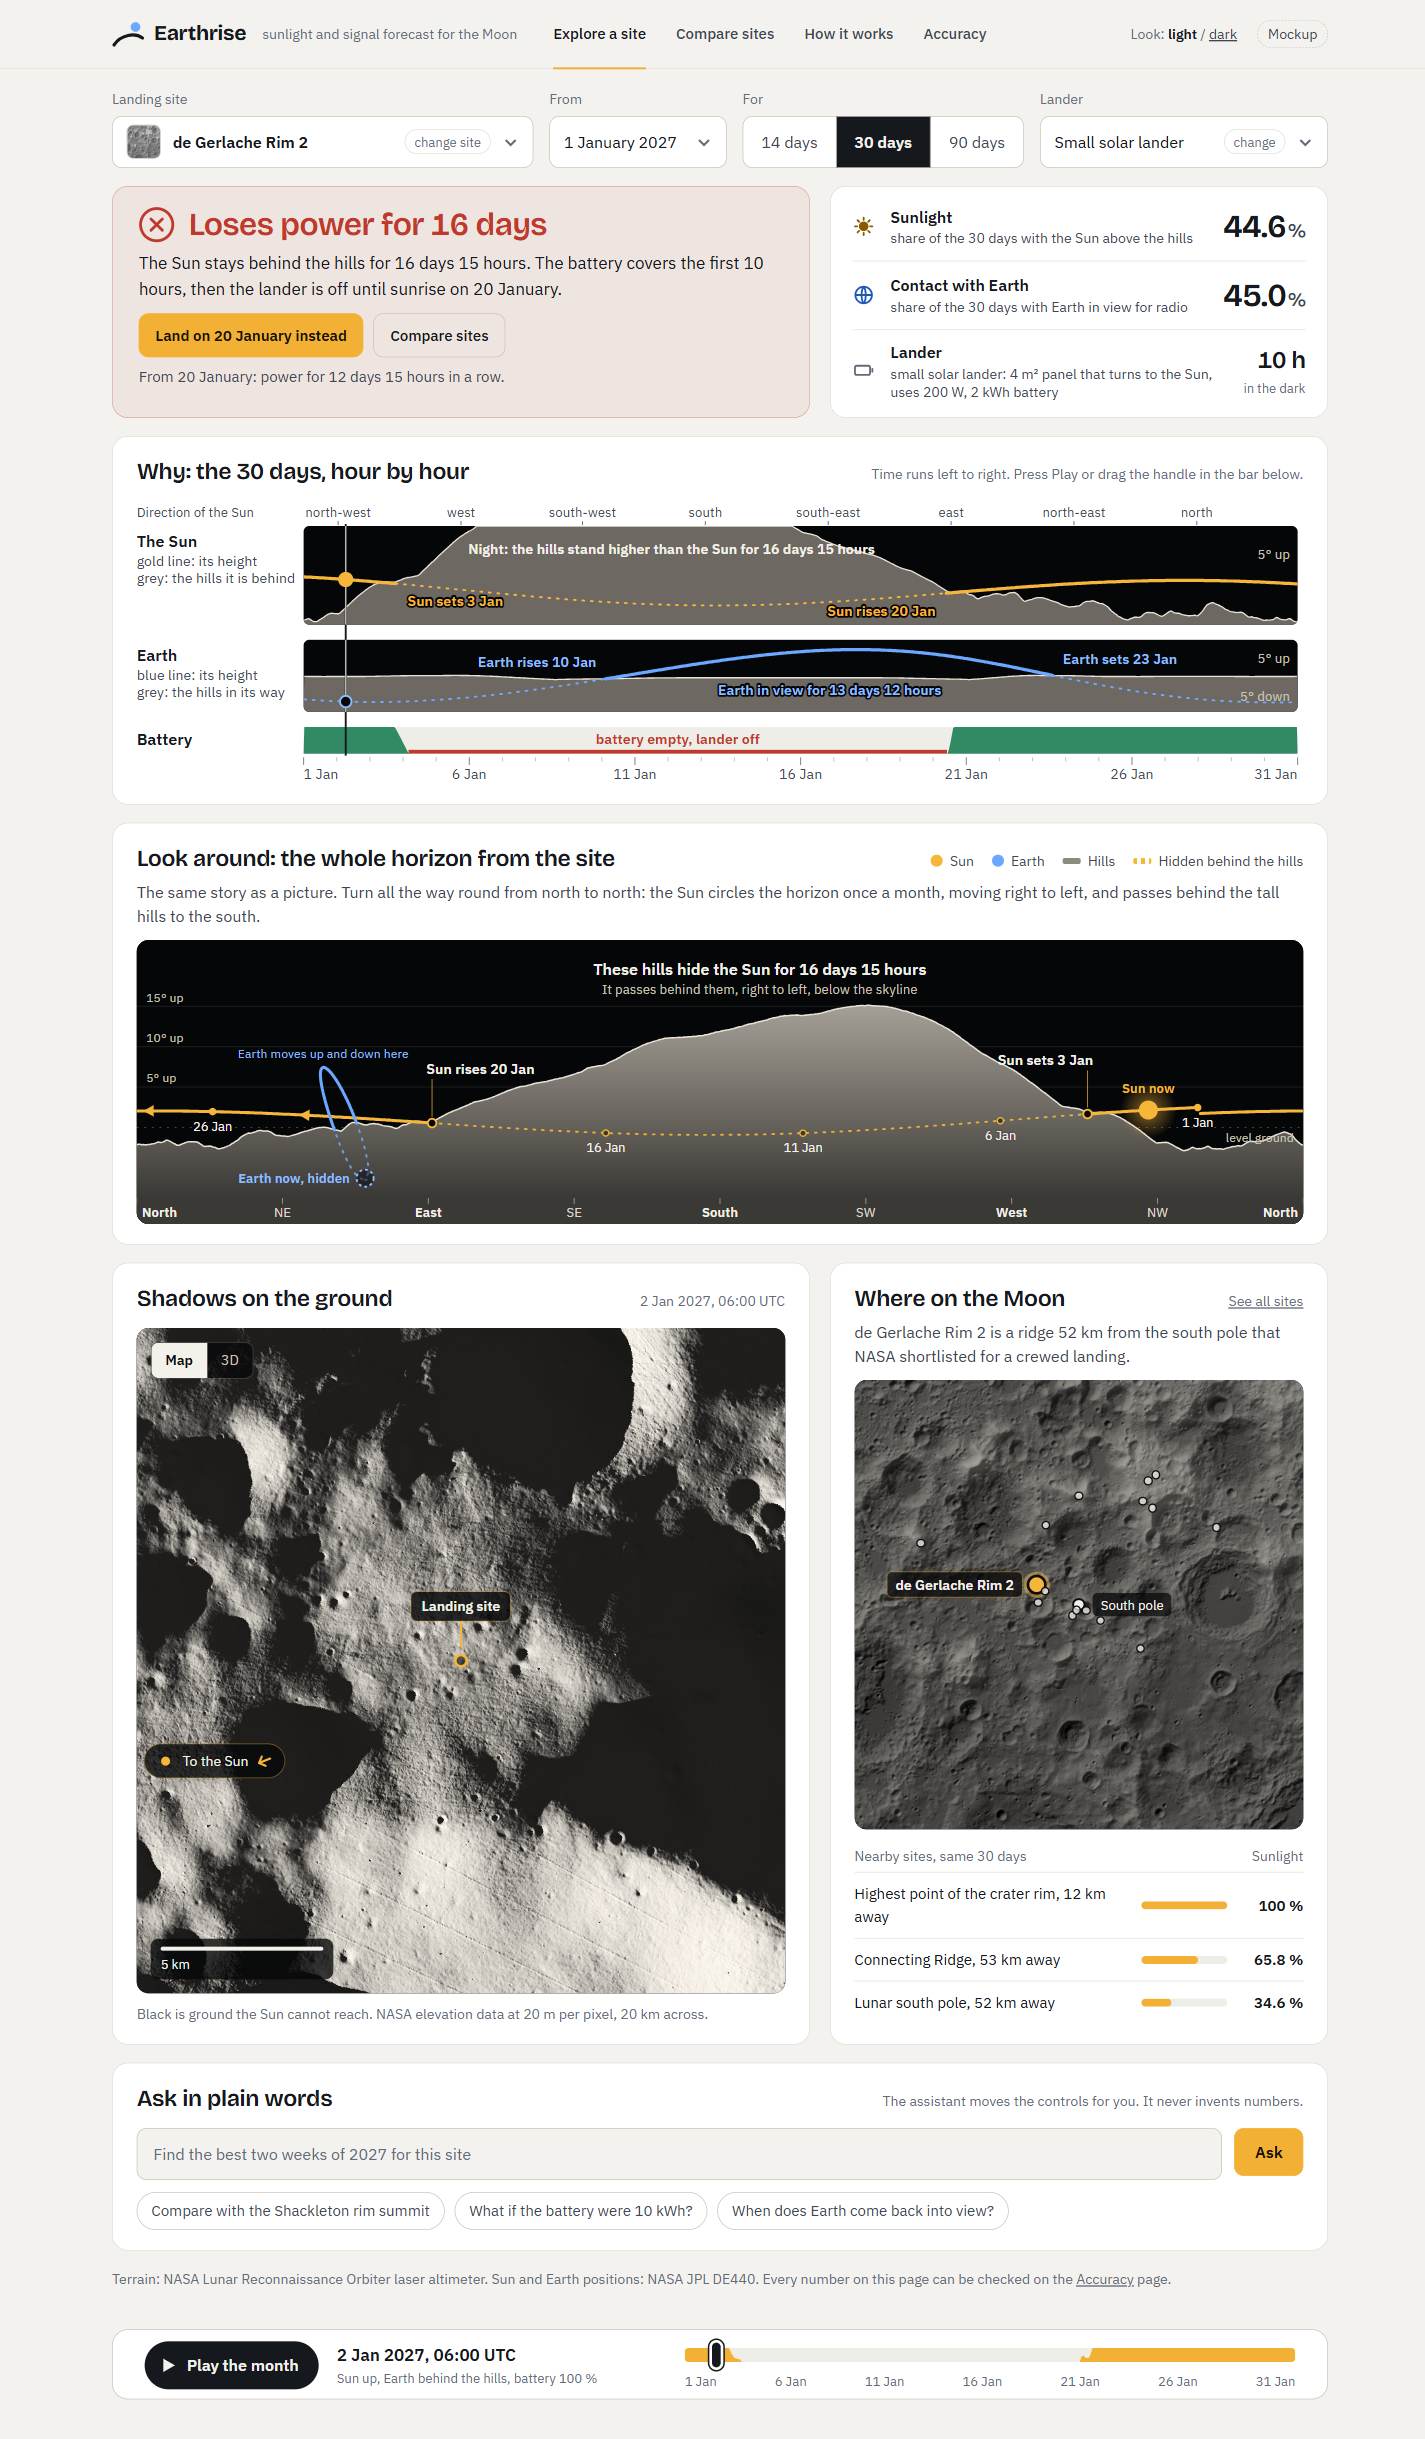 Earthrise
sunlight and signal forecast for the Moon
Explore a site
Compare sites
How it works
Accuracy
Look: light / dark
Mockup
Landing site
From
For
Lander
de Gerlache Rim 2
change site
1 January 2027
14 days
30 days
90 days
Small solar lander
change
Loses power for 16 days
The Sun stays behind the hills for 16 days 15 hours. The battery covers the first 10
hours, then the lander is off until sunrise on 20 January.
Land on 20 January instead
Compare sites
From 20 January: power for 12 days 15 hours in a row.
Sunlight
share of the 30 days with the Sun above the hills
44.6%
Contact with Earth
share of the 30 days with Earth in view for radio
45.0%
Lander
small solar lander: 4 m² panel that turns to the Sun,
uses 200 W, 2 kWh battery
10 h
in the dark
Why: the 30 days, hour by hour
Time runs left to right. Press Play or drag the handle in the bar below.
Direction of the Sun
north-west
west
south-west
south
south-east
east
north-east
north
The Sun
gold line: its height
grey: the hills it is behind
Night: the hills stand higher than the Sun for 16 days 15 hours
5° up
Sun sets 3 Jan
Sun rises 20 Jan
Earth
blue line: its height
grey: the hills in its way
Earth rises 10 Jan
Earth sets 23 Jan
5° up
Earth in view for 13 days 12 hours
5° down
Battery
battery empty, lander off
1 Jan
6 Jan
11 Jan
16 Jan
21 Jan
26 Jan
31 Jan
Look around: the whole horizon from the site
Sun
Earth
Hills
Hidden behind the hills
The same story as a picture. Turn all the way round from north to north: the Sun circles the horizon once a month, moving right to left, and passes behind the tall
hills to the south.
These hills hide the Sun for 16 days 15 hours
It passes behind them, right to left, below the skyline
15° up
10° up
5° up
Earth moves up and down here
Sun rises 20 Jan
Sun sets 3 Jan
Sun now
26 Jan
16 Jan
11 Jan
6 Jan
1 Jan
level ground
Earth now, hidden
North
NE
East
SE
South
SW
West
NW
North
Shadows on the ground
2 Jan 2027, 06:00 UTC
Map
3D
Landing site
To the Sun
5 km
Black is ground the Sun cannot reach. NASA elevation data at 20 m per pixel, 20 km across.
Where on the Moon
See all sites
de Gerlache Rim 2 is a ridge 52 km from the south pole that
NASA shortlisted for a crewed landing.
de Gerlache Rim 2
South pole
Nearby sites, same 30 days
Sunlight
Highest point of the crater rim, 12 km
away
100 %
Connecting Ridge, 53 km away
65.8 %
Lunar south pole, 52 km away
34.6 %
Ask in plain words
The assistant moves the controls for you. It never invents numbers.
Find the best two weeks of 2027 for this site
Ask
Compare with the Shackleton rim summit
What if the battery were 10 kWh?
When does Earth come back into view?
Terrain: NASA Lunar Reconnaissance Orbiter laser altimeter. Sun and Earth positions: NASA JPL DE440. Every number on this page can be checked on the Accuracy page.
Play the month
2 Jan 2027, 06:00 UTC
Sun up, Earth behind the hills, battery 100 %
1 Jan
6 Jan
11 Jan
16 Jan
21 Jan
26 Jan
31 Jan